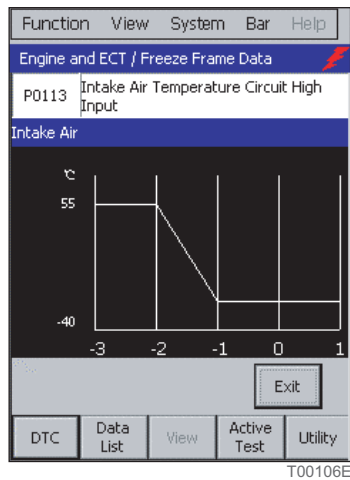 Function View System Bar Help
Engine and ECT / Freeze Frame Data
P0113 Intake Air Temperature Circuit High
Input
Intake Air
℃
55
-40
-3 -2 -1 0 1
Exit
DTC Data List View Active Test Utility
T00106E